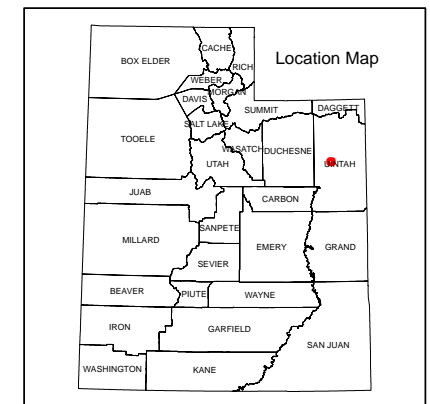 Location Map
CACHE
BOX ELDER
RICH
WEBER
MORGAN
DAVIS
SUMMIT
DAGGETT
SALT LAKE
TOOELE
WASATCH
DUCHESNE
UTAH
UINTAH
JUAB
CARBON
SANPETE
MILLARD
EMERY
GRAND
SEVIER
BEAVER
PIUTE
WAYNE
IRON
GARFIELD
SAN JUAN
WASHINGTON
KANE